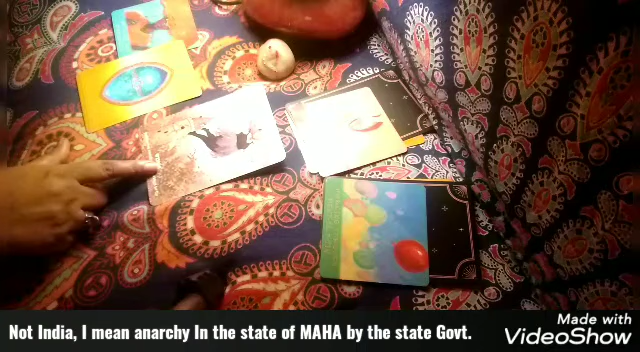 Not India, I mean anarchy In the state of MAHA by the state Govt.
Made with
VideoShow